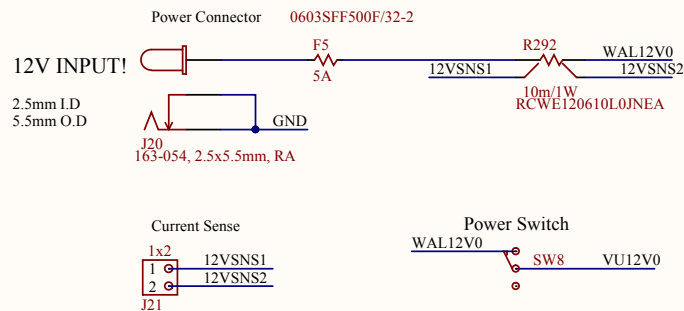 Power Connector
0603SFF500F/32-2
12V INPUT!
F5
5A
R292
WAL12V0
12VSNS1
12VSNS2
10m/1W
RCWE120610L0JNEA
2.5mm I.D
5.5mm O.D
GND
J20
163-054, 2.5x5.5mm, RA
Current Sense
1x2
1
12VSNS1
2
12VSNS2
J21
Power Switch
WAL12V0
SW8
VU12V0